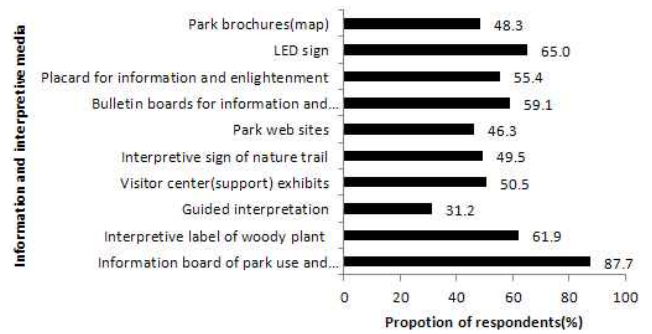 Information and interpretive media
Park brochures(map) 48.3
LED sign 65.0
Placard for information and enlightenment 55.4
Bulletin boards for information and... 59.1
Park web sites 46.3
Interpretive sign of nature trail 49.5
Visitor center(support) exhibits 50.5
Guided interpretation 31.2
Interpretive label of woody plant 61.9
Information board of park use and... 87.7
0 20 40 60 80 100
Propotion of respondents(%)